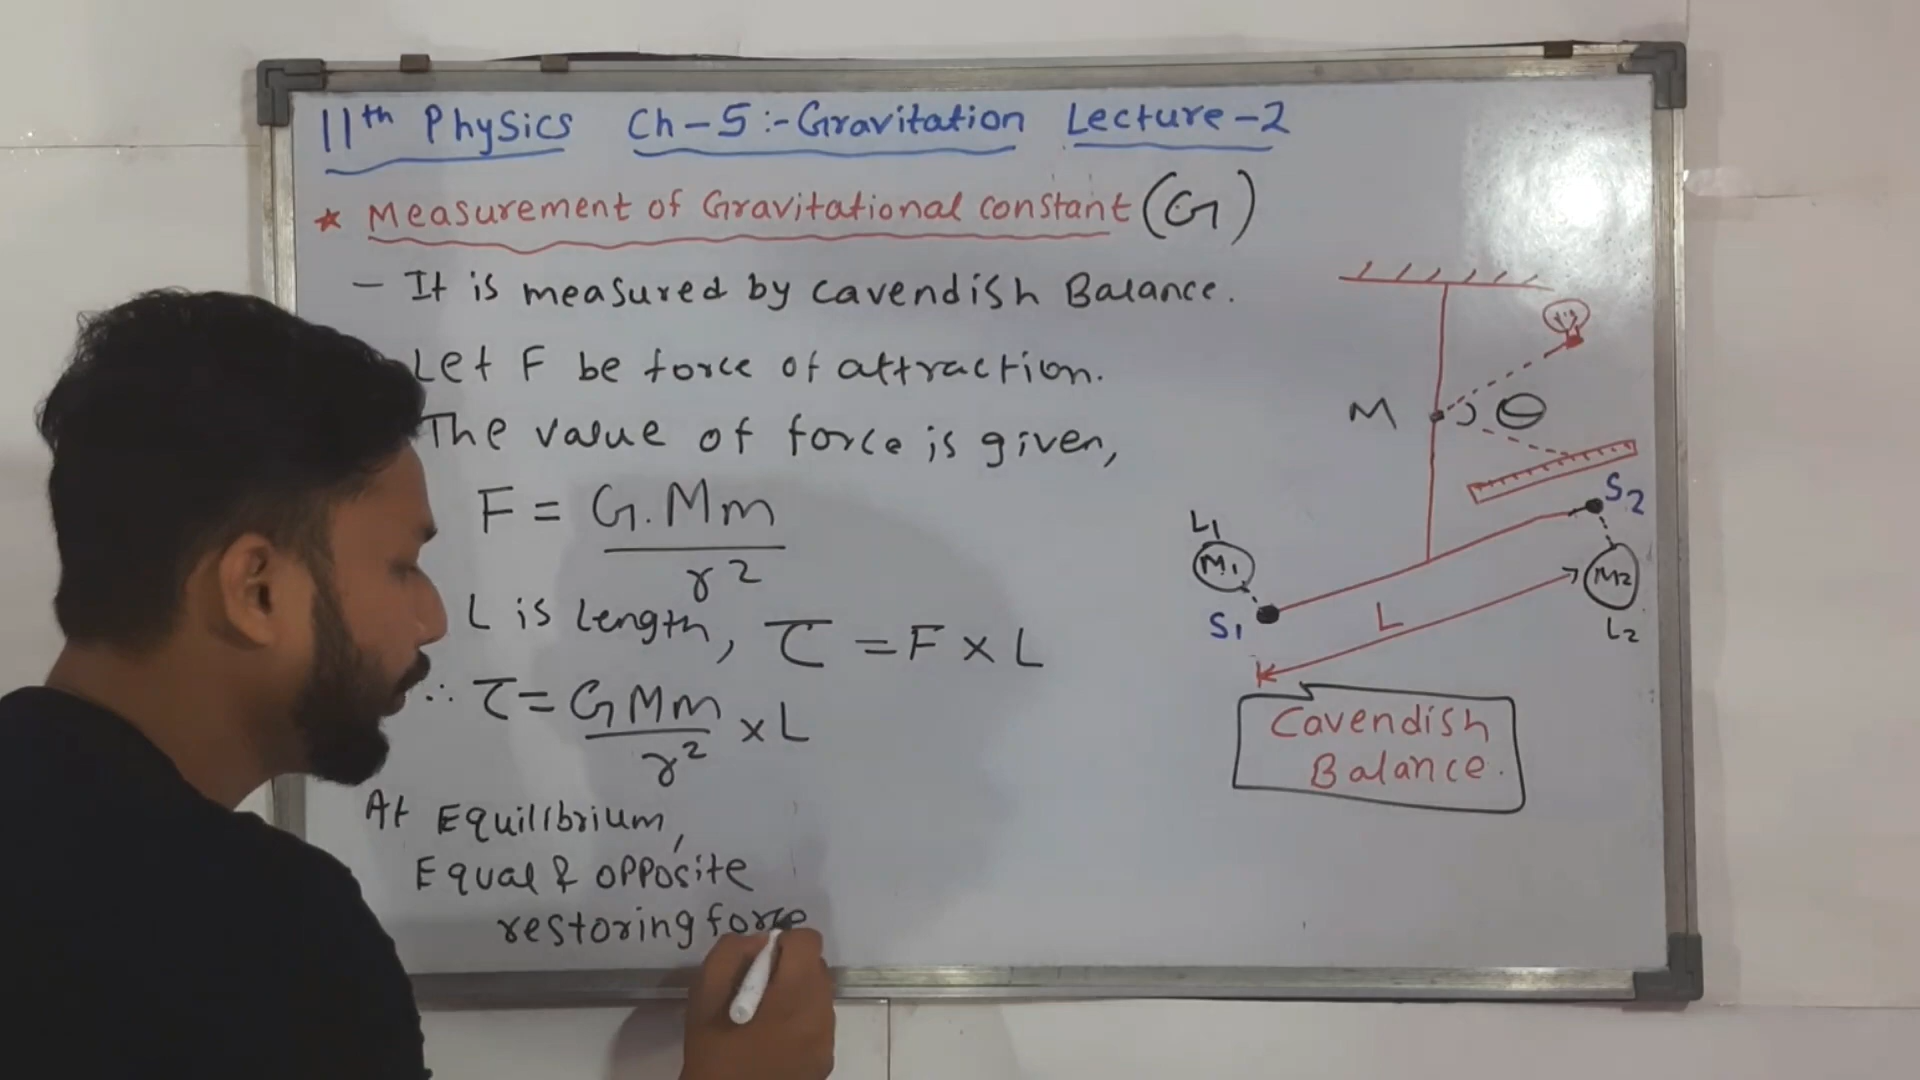 11th Physics Ch-5:-Gravitation Lecture-2
* Measurement of Gravitational constant (G)
- It is measured by cavendish Balance.
Let F be force of attraction.
The value of force is given,
F = G.Mm
r2
L is Length, τ = F × L
∴ τ = GMm × L
r2
At Equilibrium,
Equal & opposite
restoring force
M θ
S2
L1
M1
M2
S1
L
L2
Cavendish
Balance.